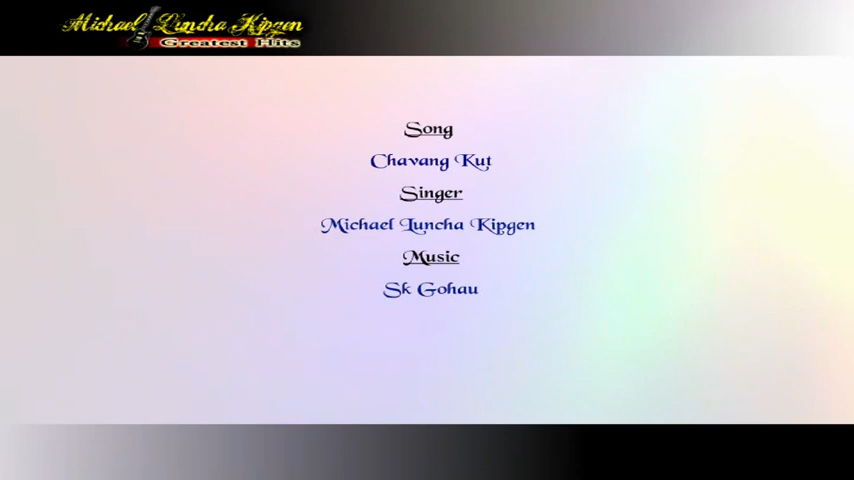 Michael Luncha Kipgen
Greatest Hits
Song
Chavang Kut
Singer
Michael Luncha Kipgen
Music
Sk Gohau